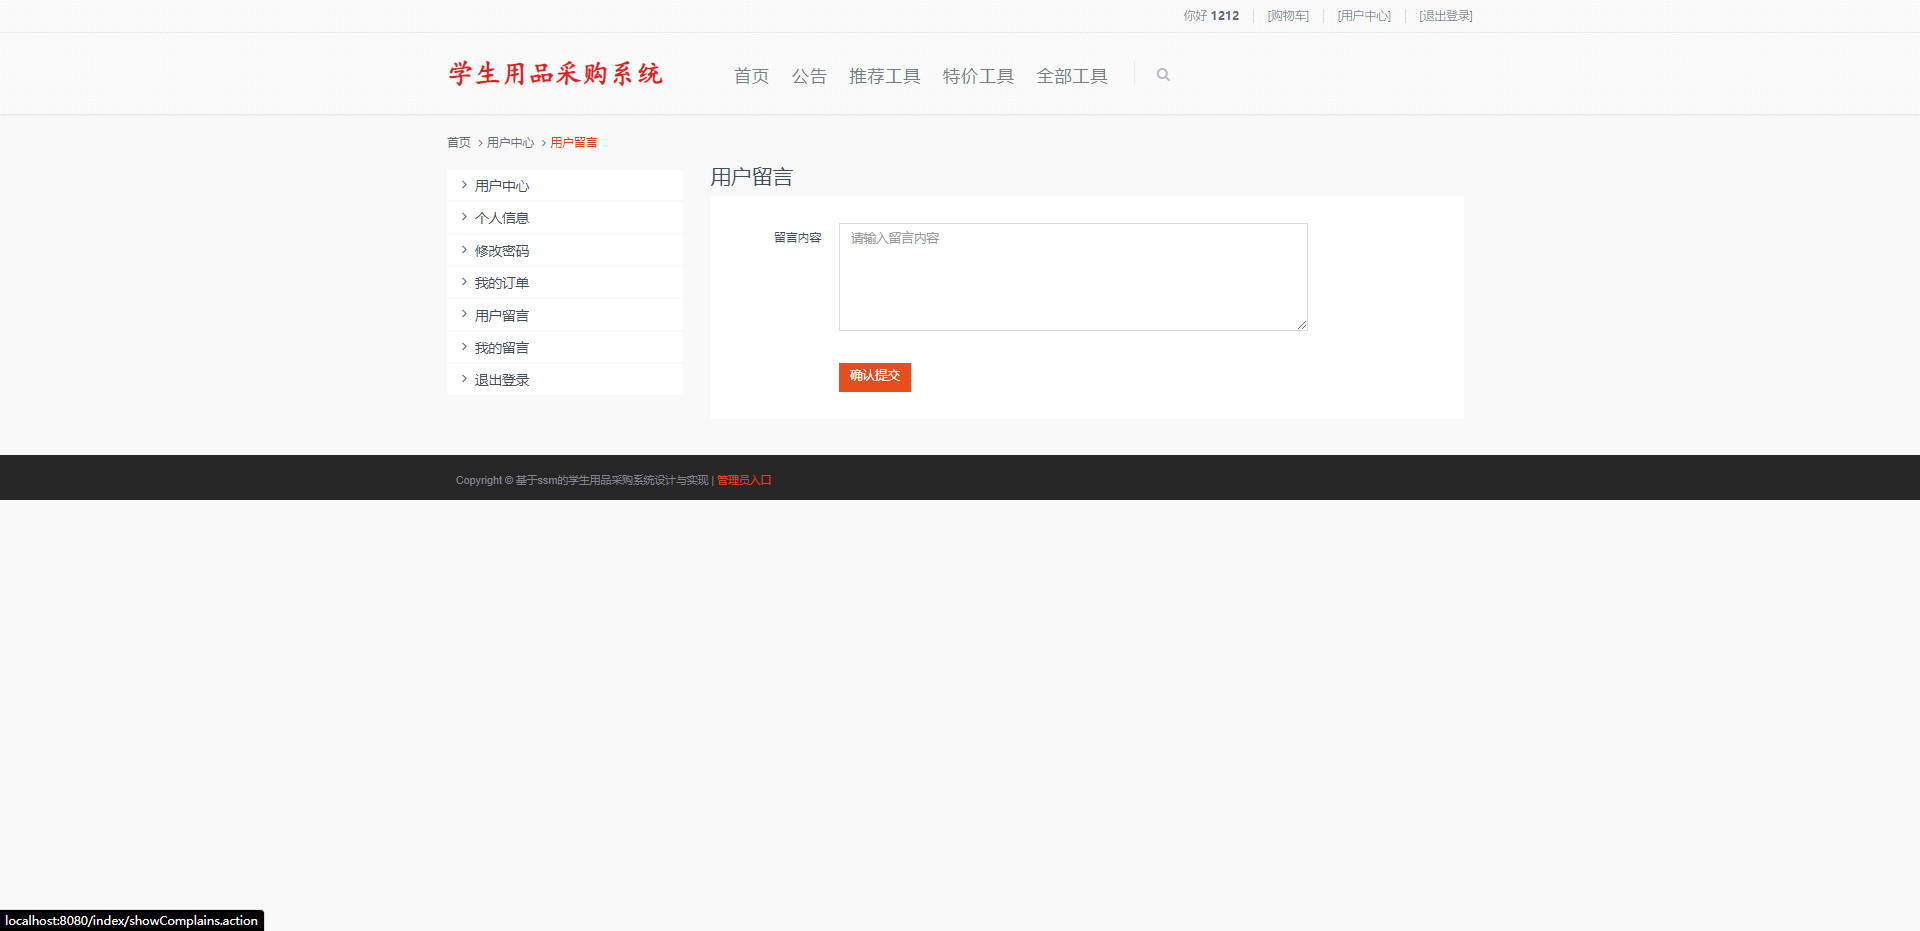 你好 1212 [购物车] [用户中心] [退出登录]
学生用品采购系统 首页 公告 推荐工具 特价工具 全部工具
首页 > 用户中心 > 用户留言
用户中心
个人信息
修改密码
我的订单
用户留言
我的留言
退出登录
用户留言
留言内容 请输入留言内容
确认提交
Copyright © 基于ssm的学生用品采购系统设计与实现 | 管理员入口
localhost:8080/index/showComplains.action